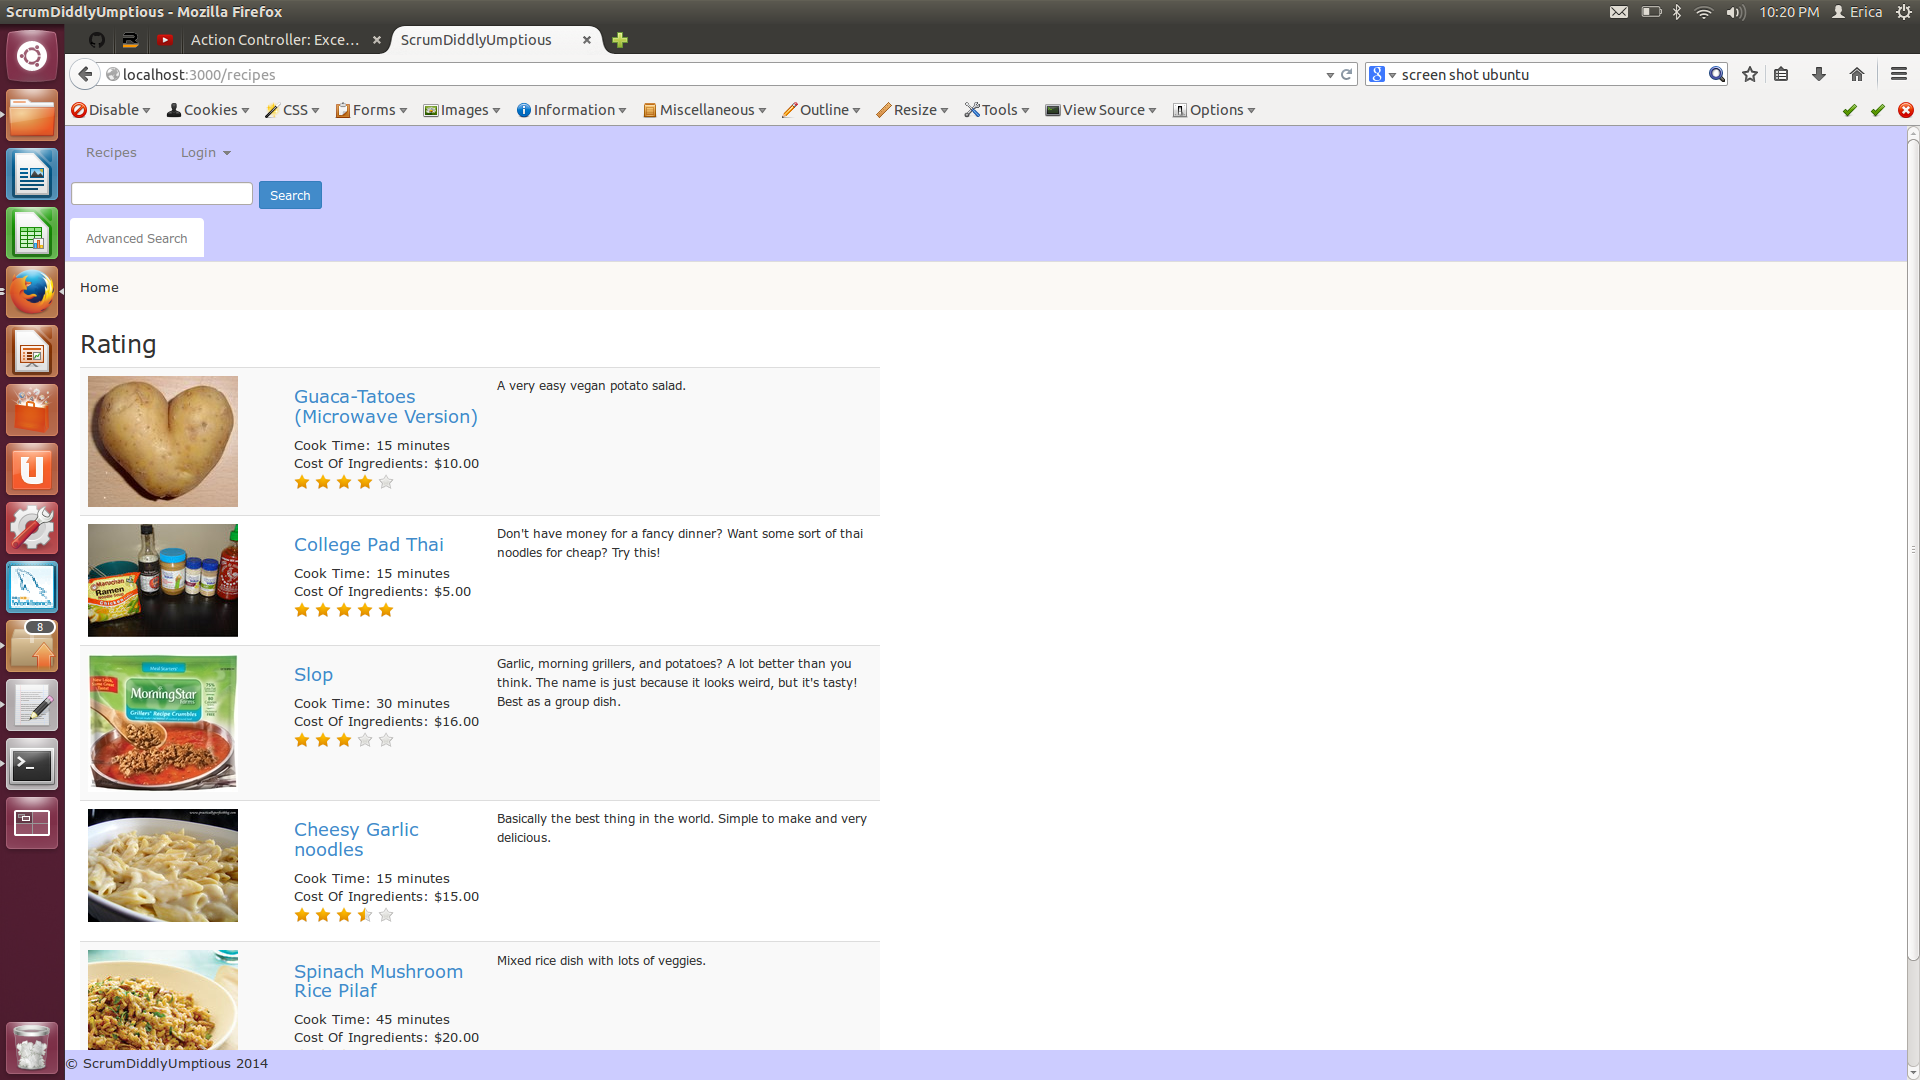 ScrumDiddlyUmptious - Mozilla Firefox
10:20 PM Erica
Action Controller: Exce...
ScrumDiddlyUmptious
localhost:3000/recipes
screen shot ubuntu
Disable Cookies CSS Forms Images Information Miscellaneous Outline Resize Tools View Source Options
Recipes Login
Search
Advanced Search
Home
Rating
Guaca-Tatoes
(Microwave Version)
Cook Time: 15 minutes
Cost Of Ingredients: $10.00
A very easy vegan potato salad.
Maruchan
Ramen
College Pad Thai
Cook Time: 15 minutes
Cost Of Ingredients: $5.00
Don't have money for a fancy dinner? Want some sort of thai
noodles for cheap? Try this!
MorningStar
Farms
Grillers' Recipe Crumbles
Slop
Cook Time: 30 minutes
Cost Of Ingredients: $16.00
Garlic, morning grillers, and potatoes? A lot better than you
think. The name is just because it looks weird, but it's tasty!
Best as a group dish.
Cheesy Garlic
noodles
Cook Time: 15 minutes
Cost Of Ingredients: $15.00
Basically the best thing in the world. Simple to make and very
delicious.
Spinach Mushroom
Rice Pilaf
Cook Time: 45 minutes
Cost Of Ingredients: $20.00
Mixed rice dish with lots of veggies.
8
© ScrumDiddlyUmptious 2014